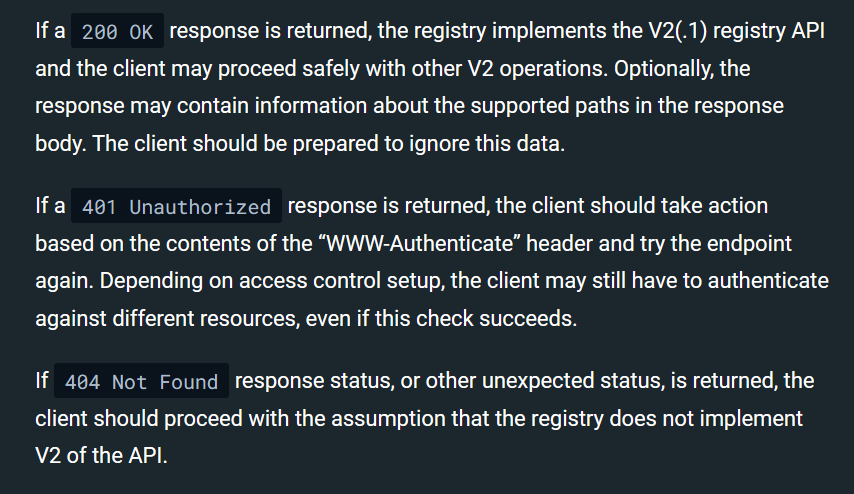 If a 200 OK response is returned, the registry implements the V2(.1) registry API
and the client may proceed safely with other V2 operations. Optionally, the
response may contain information about the supported paths in the response
body. The client should be prepared to ignore this data.
If a 401 Unauthorized response is returned, the client should take action
based on the contents of the “WWW-Authenticate” header and try the endpoint
again. Depending on access control setup, the client may still have to authenticate
against different resources, even if this check succeeds.
If 404 Not Found response status, or other unexpected status, is returned, the
client should proceed with the assumption that the registry does not implement
V2 of the API.